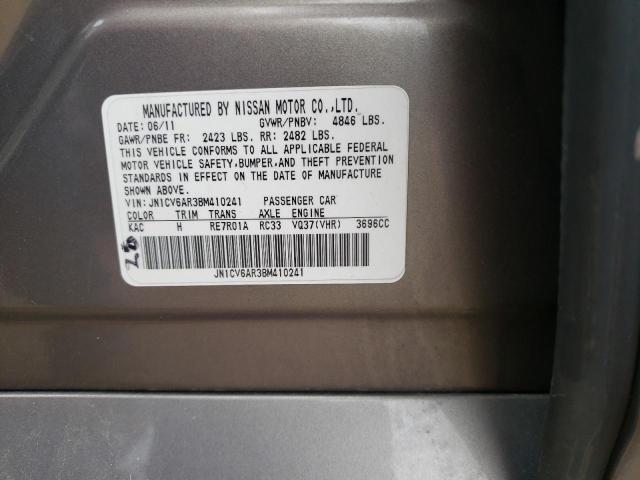 MANUFACTURED BY NISSAN MOTOR CO.,LTD.
DATE: 06/11 GVWR/PNBV: 4846 LBS.
GAWR/PNBE FR: 2423 LBS. RR: 2482 LBS.
THIS VEHICLE CONFORMS TO ALL APPLICABLE FEDERAL
MOTOR VEHICLE SAFETY,BUMPER,AND THEFT PREVENTION
STANDARDS IN EFFECT ON THE DATE OF MANUFACTURE
SHOWN ABOVE.
VIN: JN1CV6AR3BM410241 PASSENGER CAR
COLOR TRIM TRANS AXLE ENGINE
KAC H RE7R01A RC33 VQ37(VHR) 3696CC
JN1CV6AR3BM410241